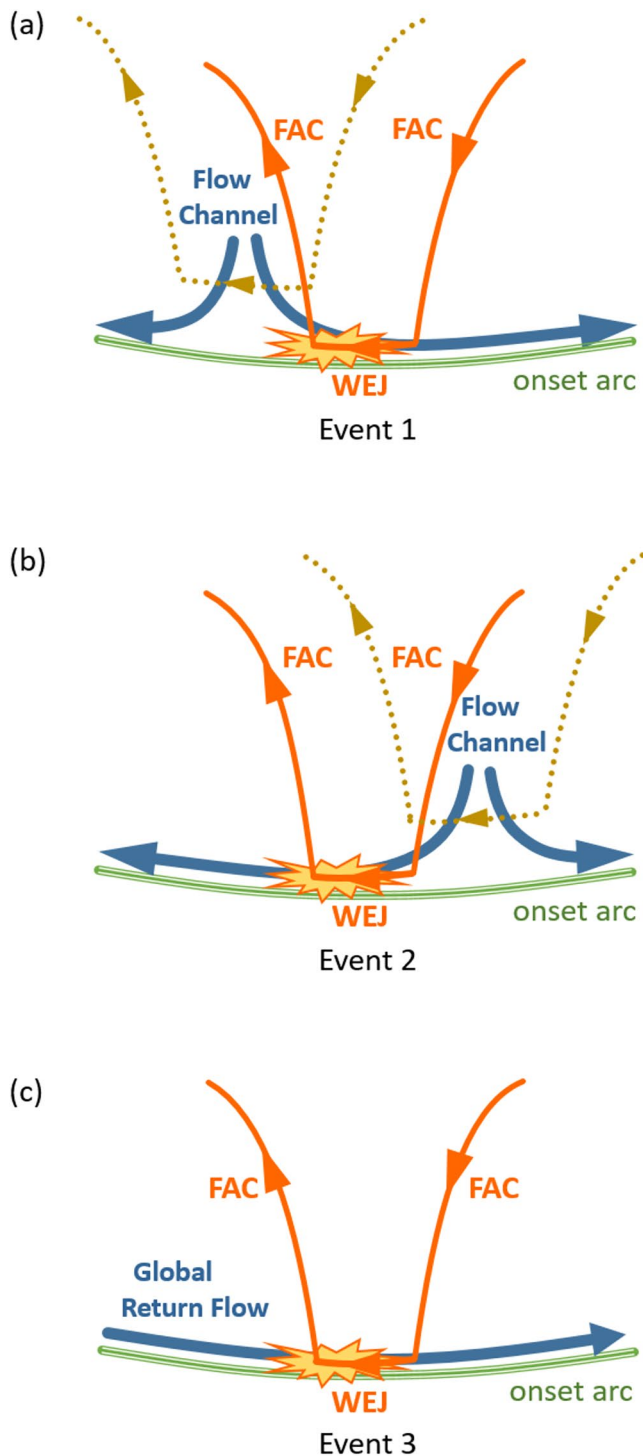 (a)
FAC
FAC
Flow
Channel
WEJ
onset arc
Event 1
(b)
FAC
FAC
Flow
Channel
WEJ
onset arc
Event 2
(c)
FAC
FAC
Global
Return Flow
WEJ
onset arc
Event 3